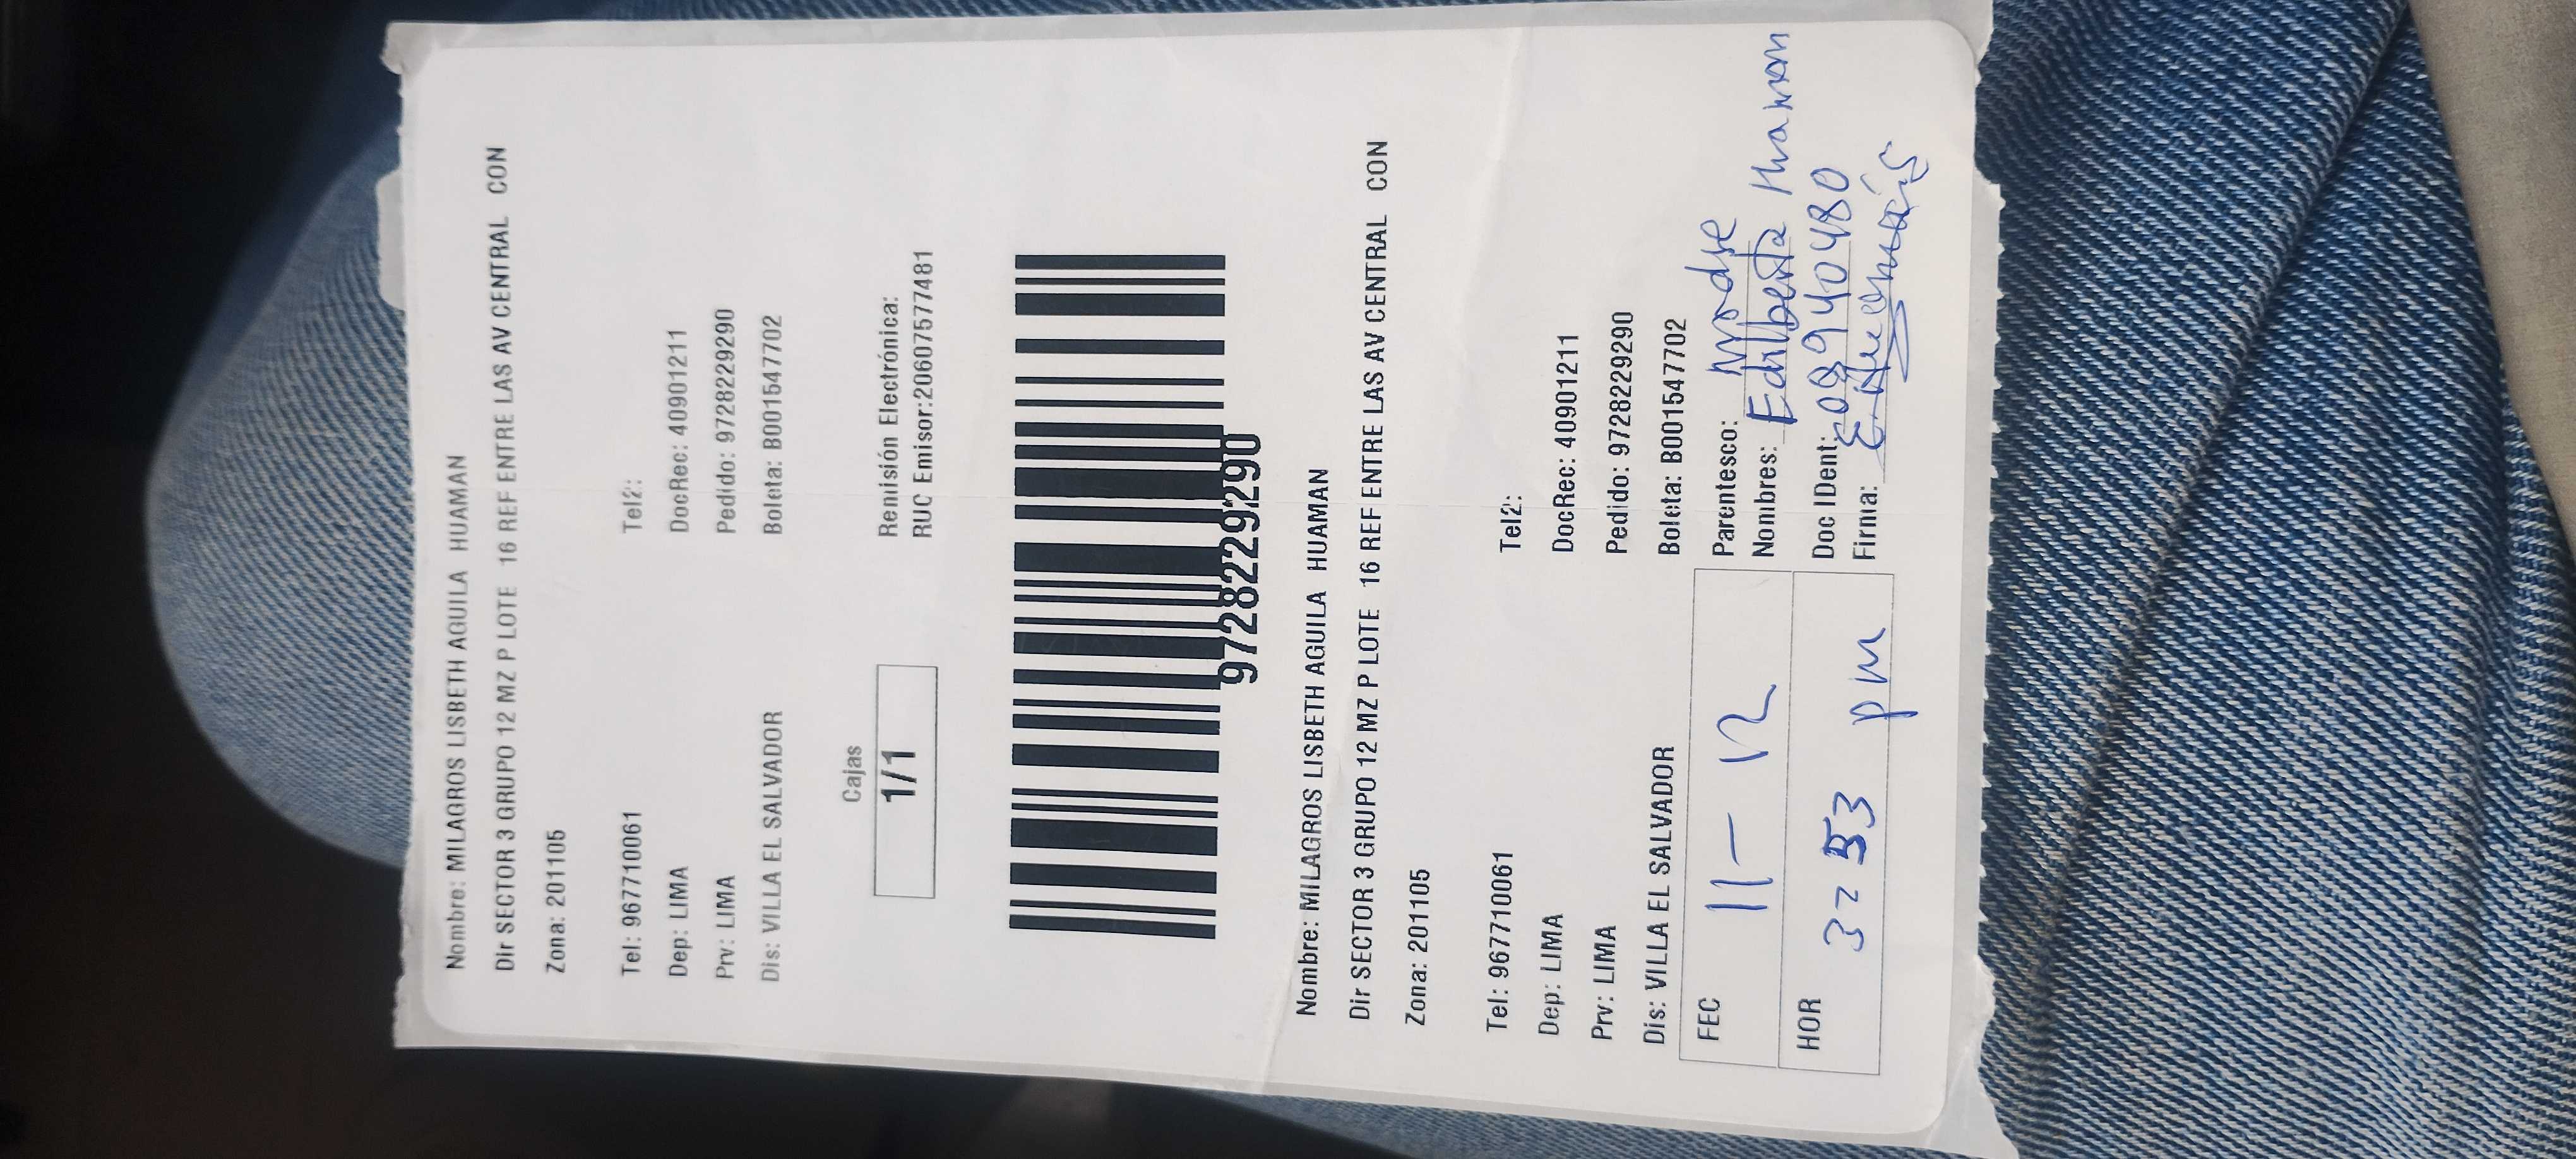 Nombre: MILAGROS LISBETH AGUILA HUAMAN
Dir SECTOR 3 GRUPO 12 MZ P LOTE 16 REF ENTRE LAS AV CENTRAL CON
Zona: 201105
Tel: 967710061 Tel2:
Dep: LIMA DocRec: 40901211
Prv: LIMA Pedido: 9728229290
Dis: VILLA EL SALVADOR Boleta: B001547702
Cajas
1/1
Remisión Electrónica:
RUC Emisor:20607577481
9728229290
Nombre: MILAGROS LISBETH AGUILA HUAMAN
Dir SECTOR 3 GRUPO 12 MZ P LOTE 16 REF ENTRE LAS AV CENTRAL CON
Zona: 201105
Tel: 967710061 Tel2:
Dep: LIMA DocRec: 40901211
Prv: LIMA Pedido: 9728229290
Dis: VILLA EL SALVADOR Boleta: B001547702
FEC 11-12 Parentesco: Madre
Nombres: Edilberta Huaman
HOR 3:53 pm Doc IDent: 08940480
Firma: